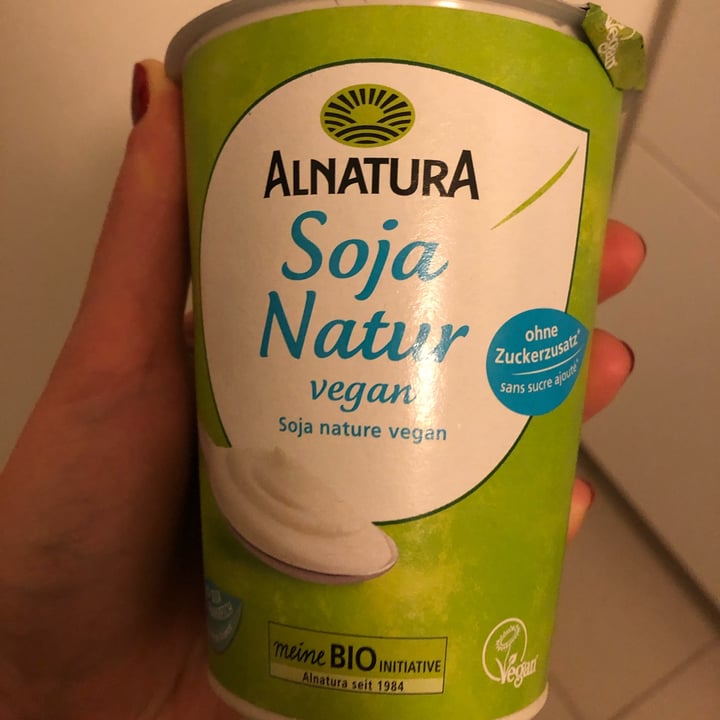 Vegan
ALNATURA
Soja
Natur
vegan
Soja nature vegan
ohne
Zuckerzusatz*
sans sucre ajouté*
meine BIO INITIATIVE
Alnatura seit 1984
Vegan